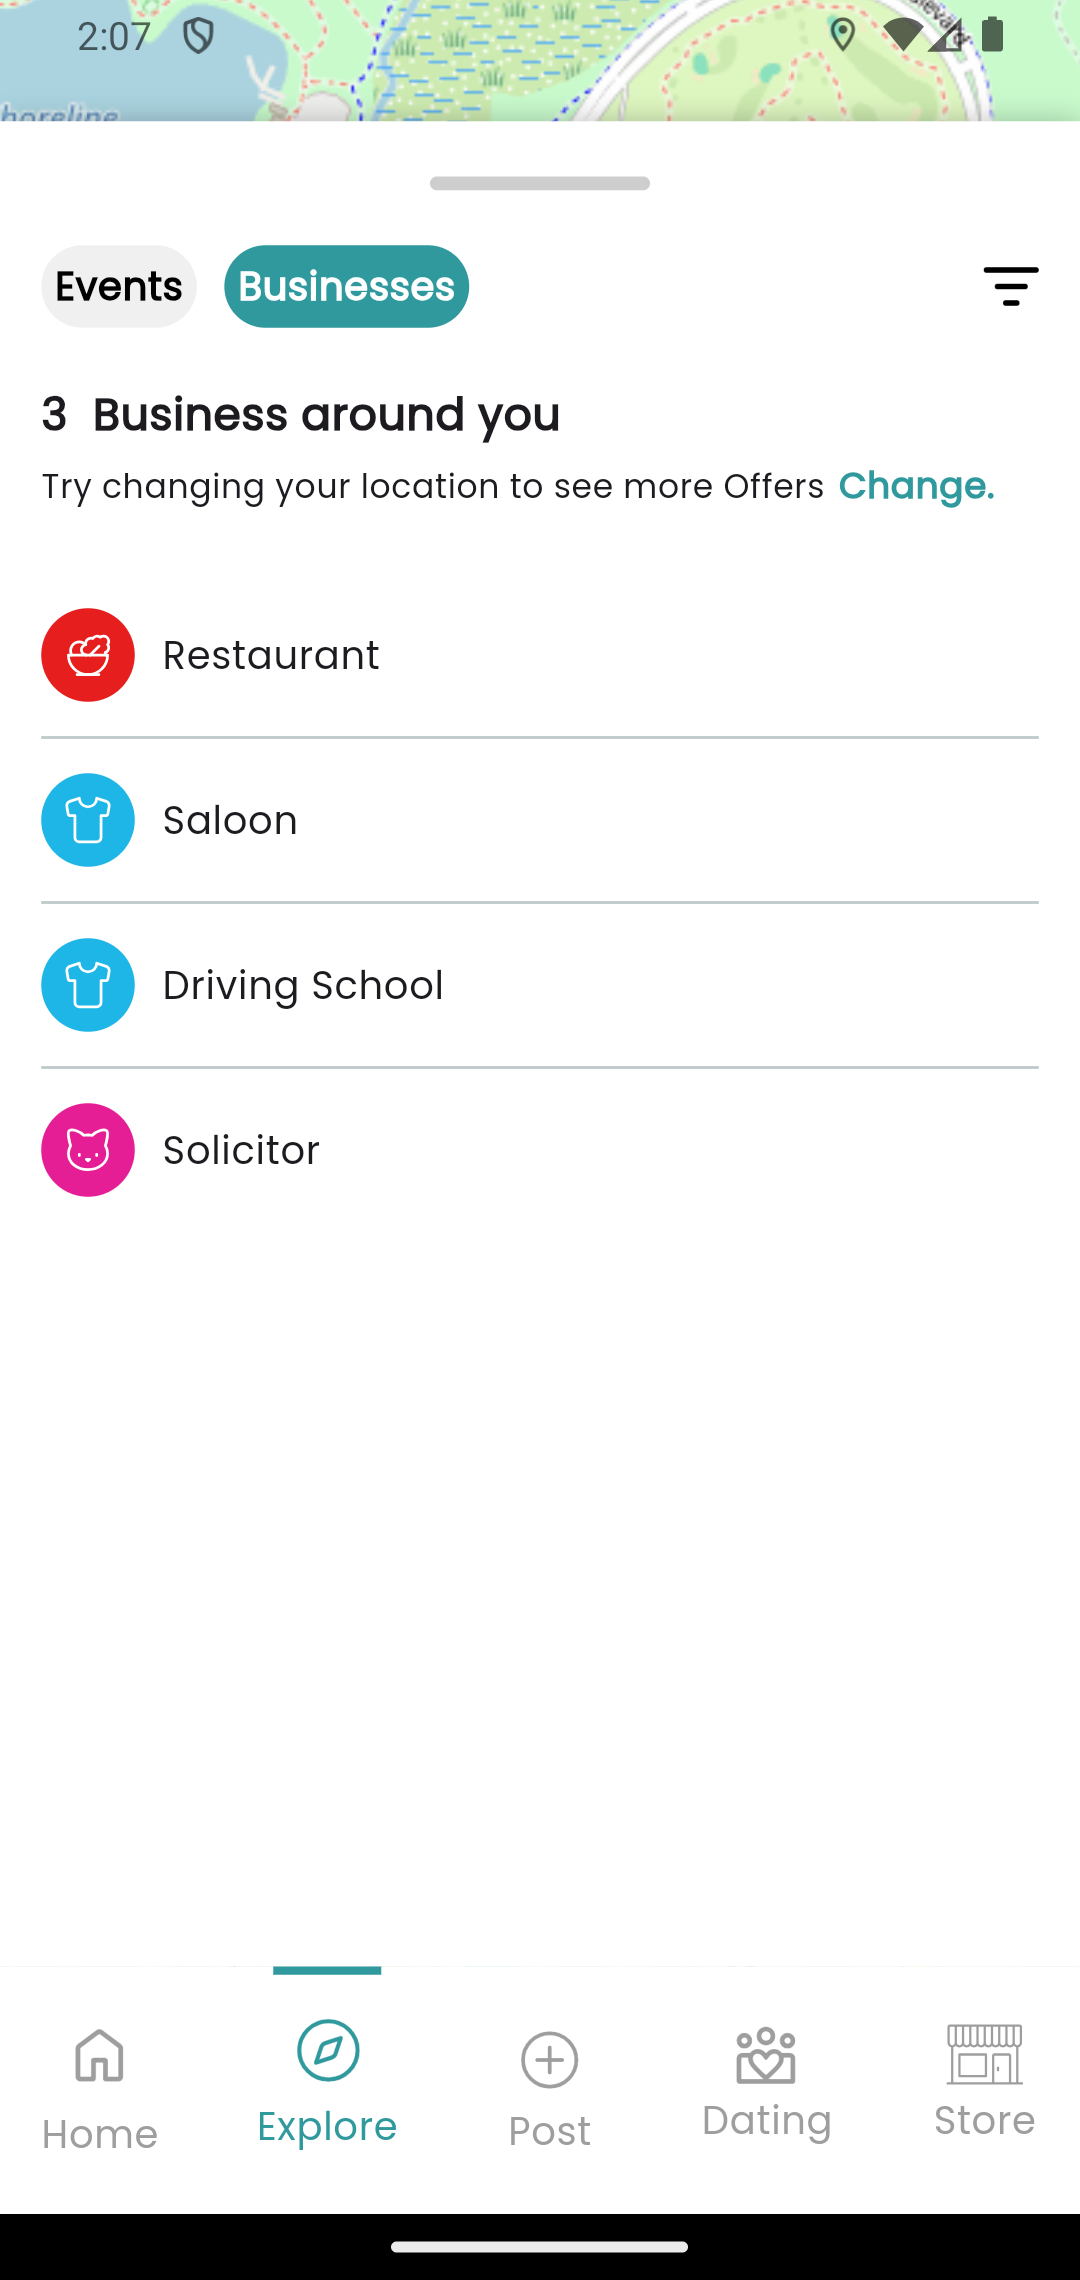 2:07
horeline
Events Businesses
3 Business around you
Try changing your location to see more Offers Change.
Restaurant
Saloon
Driving School
Solicitor
Home Explore Post Dating Store